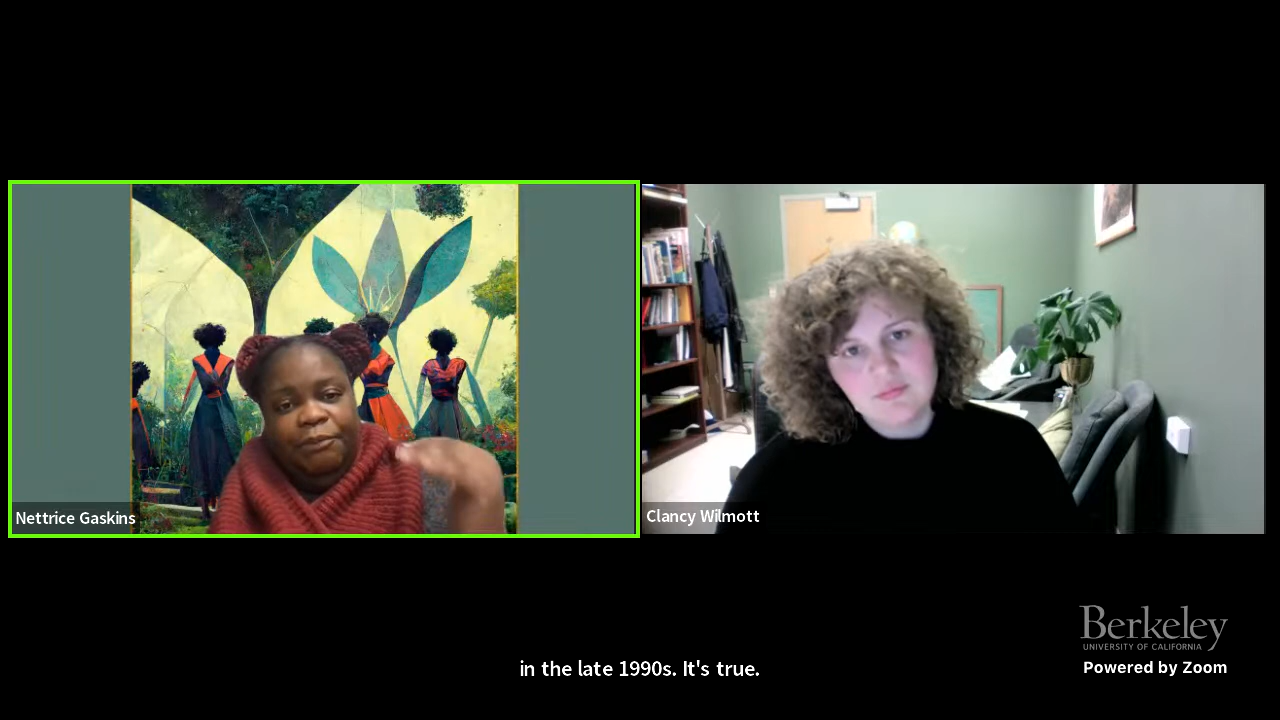 Nettrice Gaskins
Clancy Wilmott
Berkeley
UNIVERSITY OF CALIFORNIA
Powered by Zoom
in the late 1990s. It's true.